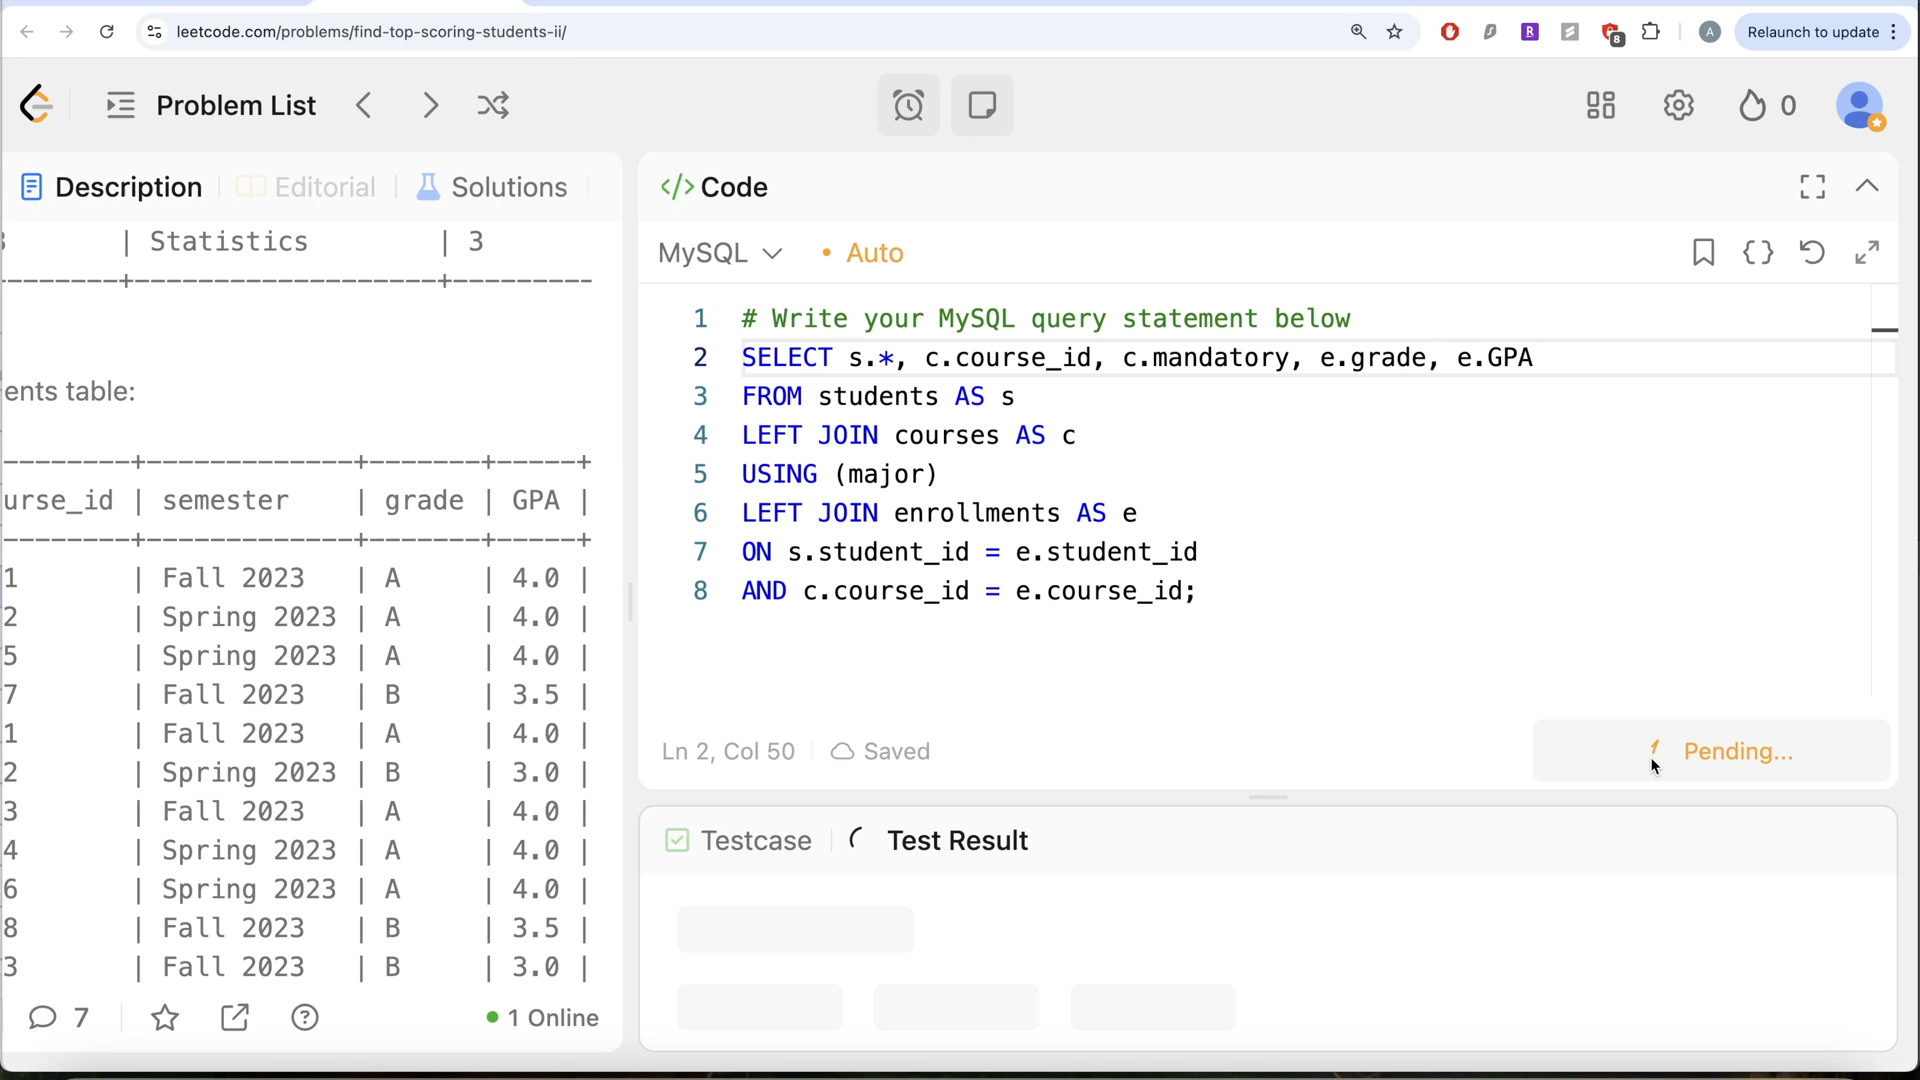 leetcode.com/problems/find-top-scoring-students-ii/
R
8
A
Relaunch to update
Problem List
0
Description
Editorial
Solutions
| Statistics | 3
-------+---------------------+---------
ents table:
---------+--------------+-------+-----+
urse_id | semester | grade | GPA |
---------+--------------+-------+-----+
1 | Fall 2023 | A | 4.0 |
2 | Spring 2023 | A | 4.0 |
5 | Spring 2023 | A | 4.0 |
7 | Fall 2023 | B | 3.5 |
1 | Fall 2023 | A | 4.0 |
2 | Spring 2023 | B | 3.0 |
3 | Fall 2023 | A | 4.0 |
4 | Spring 2023 | A | 4.0 |
6 | Spring 2023 | A | 4.0 |
8 | Fall 2023 | B | 3.5 |
3 | Fall 2023 | B | 3.0 |
7
1 Online
</> Code
MySQL
• Auto
1 # Write your MySQL query statement below
2 SELECT s.*, c.course_id, c.mandatory, e.grade, e.GPA
3 FROM students AS s
4 LEFT JOIN courses AS c
5 USING (major)
6 LEFT JOIN enrollments AS e
7 ON s.student_id = e.student_id
8 AND c.course_id = e.course_id;
Ln 2, Col 50
Saved
Pending...
Testcase
Test Result